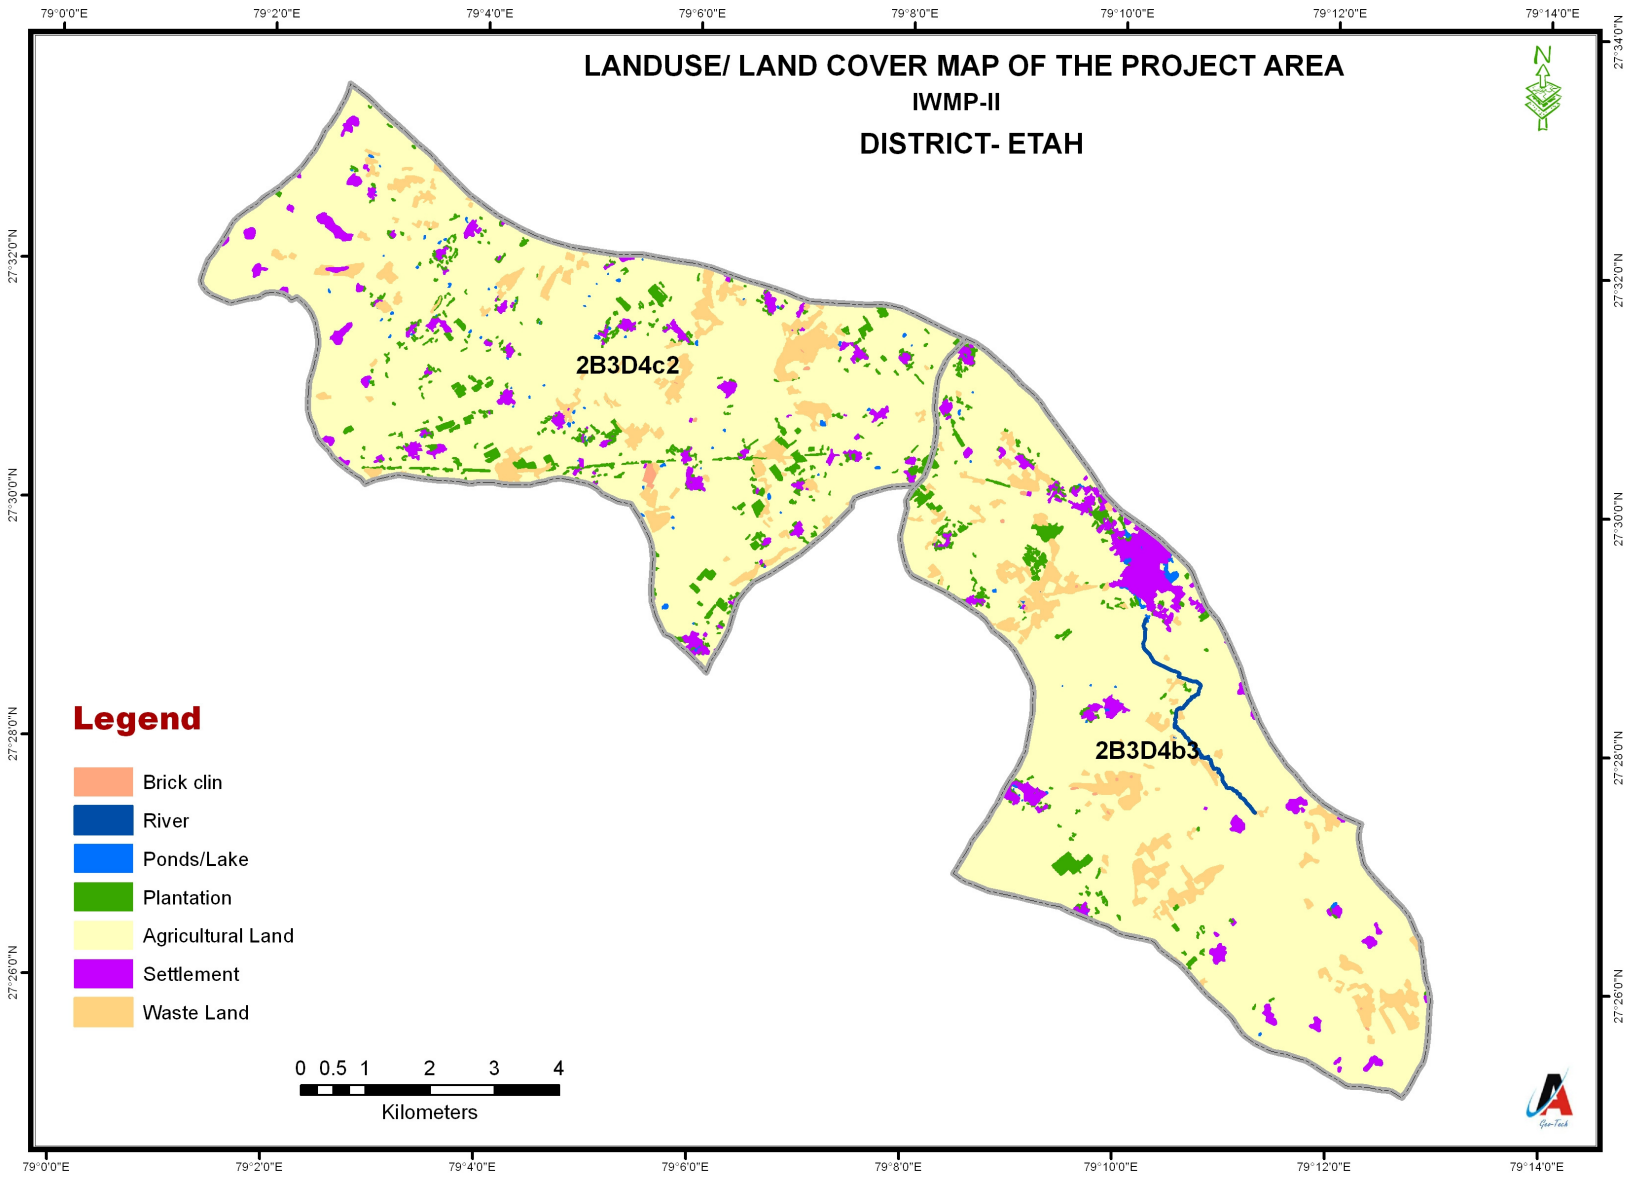 79°0'0"E 79°2'0"E 79°4'0"E 79°6'0"E 79°8'0"E 79°10'0"E 79°12'0"E 79°14'0"E
LANDUSE/ LAND COVER MAP OF THE PROJECT AREA
IWMP-II
DISTRICT- ETAH
N
27°34'0"N
27°32'0"N
27°32'0"N
2B3D4c2
27°30'0"N
27°30'0"N
27°28'0"N
27°28'0"N
2B3D4b3
27°26'0"N
27°26'0"N
Legend
Brick clin
River
Ponds/Lake
Plantation
Agricultural Land
Settlement
Waste Land
0 0.5 1 2 3 4
Kilometers
A
Geo-Tech
79°0'0"E 79°2'0"E 79°4'0"E 79°6'0"E 79°8'0"E 79°10'0"E 79°12'0"E 79°14'0"E